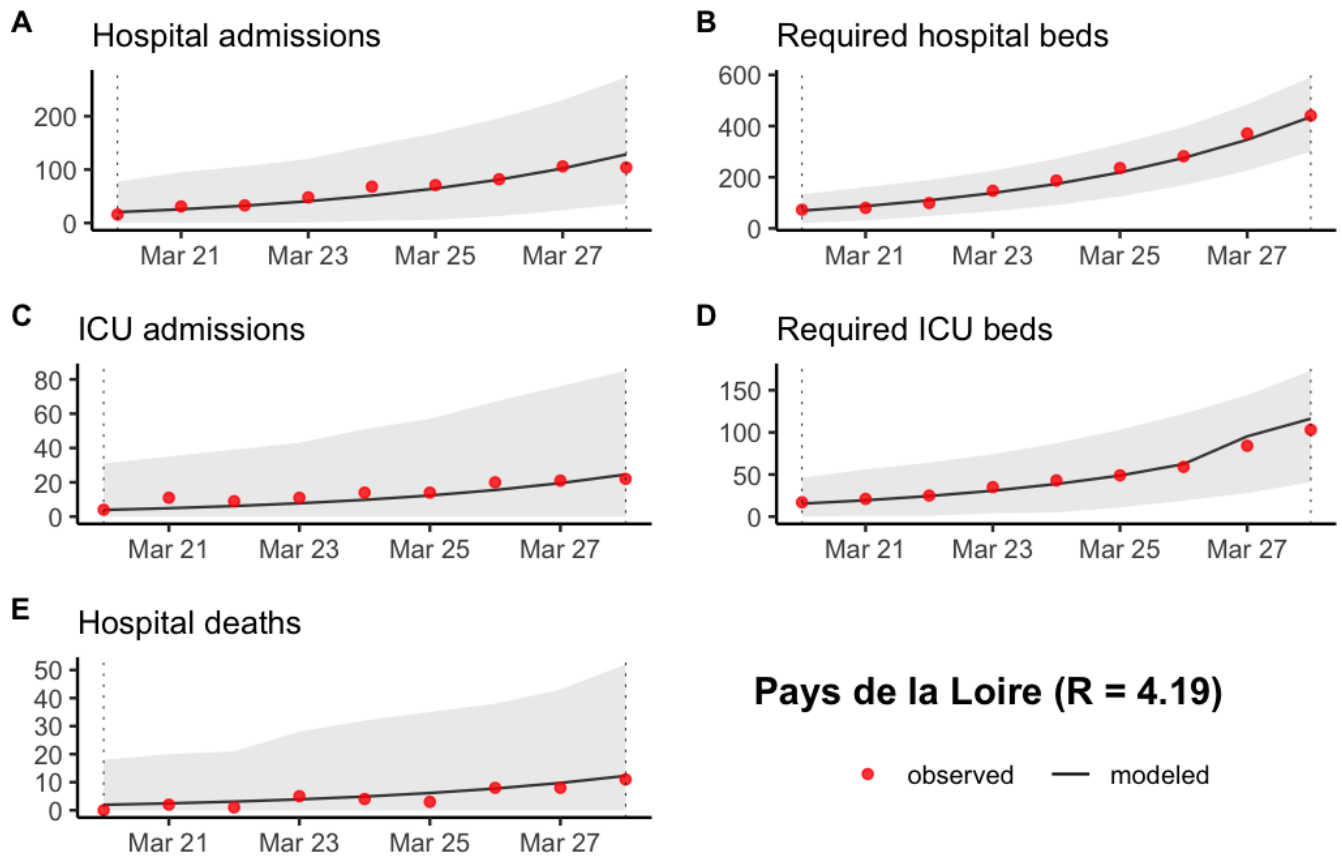 A
Hospital admissions
200
100
0
Mar 21 Mar 23 Mar 25 Mar 27
B
Required hospital beds
600
400
200
0
Mar 21 Mar 23 Mar 25 Mar 27
C
ICU admissions
80
60
40
20
0
Mar 21 Mar 23 Mar 25 Mar 27
D
Required ICU beds
150
100
50
0
Mar 21 Mar 23 Mar 25 Mar 27
E
Hospital deaths
50
40
30
20
10
0
Mar 21 Mar 23 Mar 25 Mar 27
Pays de la Loire (R = 4.19)
observed modeled